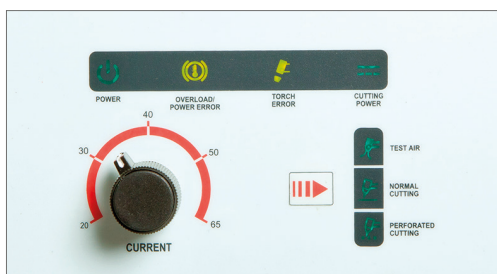 POWER
OVERLOAD/
POWER ERROR
TORCH
ERROR
CUTTING
POWER
40
30
50
20
65
CURRENT
TEST AIR
NORMAL
CUTTING
PERFORATED
CUTTING